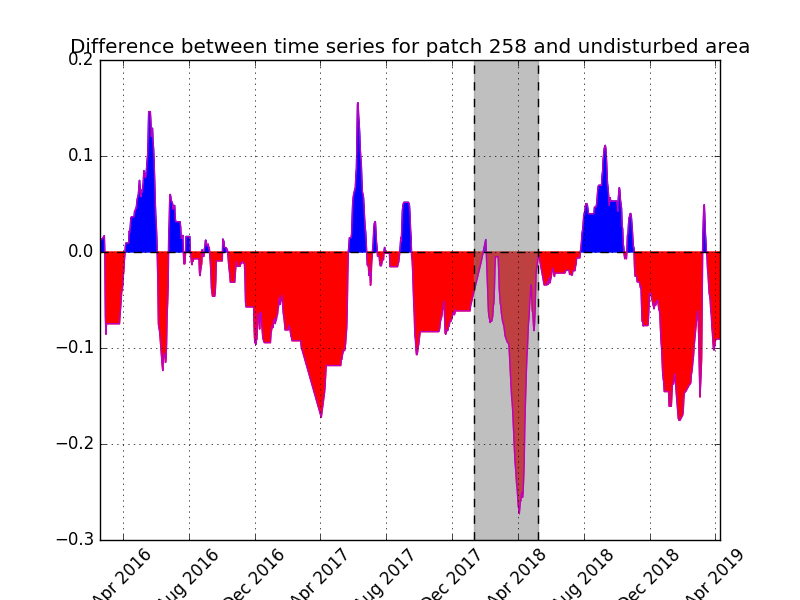 Difference between time series for patch 258 and undisturbed area
0.2
0.1
0.0
−0.1
−0.2
−0.3
Apr 2016
Aug 2016
Dec 2016
Apr 2017
Aug 2017
Dec 2017
Apr 2018
Aug 2018
Dec 2018
Apr 2019